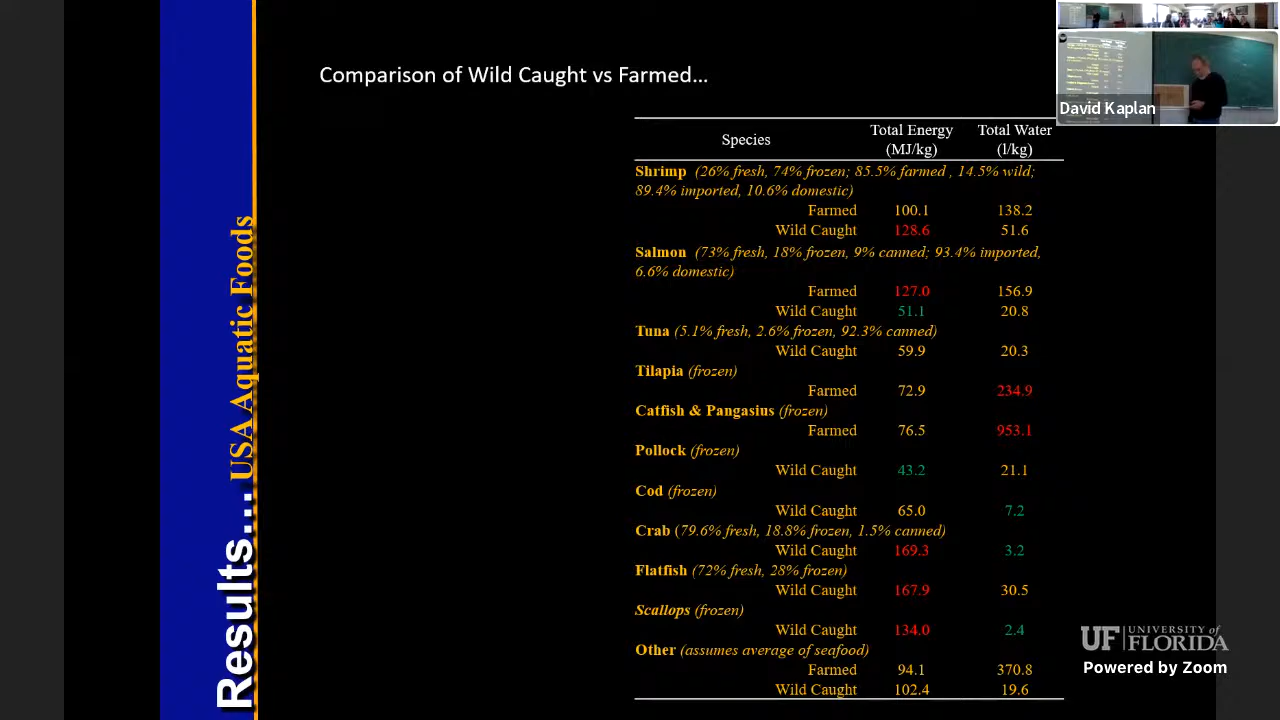 Comparison of Wild Caught vs Farmed...
David Kaplan
Results... USA Aquatic Foods
Species Total Energy (MJ/kg) Total Water (l/kg)
Shrimp (26% fresh, 74% frozen; 85.5% farmed , 14.5% wild;
89.4% imported, 10.6% domestic)
Farmed 100.1 138.2
Wild Caught 128.6 51.6
Salmon (73% fresh, 18% frozen, 9% canned; 93.4% imported,
6.6% domestic)
Farmed 127.0 156.9
Wild Caught 51.1 20.8
Tuna (5.1% fresh, 2.6% frozen, 92.3% canned)
Wild Caught 59.9 20.3
Tilapia (frozen)
Farmed 72.9 234.9
Catfish & Pangasius (frozen)
Farmed 76.5 953.1
Pollock (frozen)
Wild Caught 43.2 21.1
Cod (frozen)
Wild Caught 65.0 7.2
Crab (79.6% fresh, 18.8% frozen, 1.5% canned)
Wild Caught 169.3 3.2
Flatfish (72% fresh, 28% frozen)
Wild Caught 167.9 30.5
Scallops (frozen)
Wild Caught 134.0 2.4
Other (assumes average of seafood)
Farmed 94.1 370.8
Wild Caught 102.4 19.6
UF UNIVERSITY of
FLORIDA
Powered by Zoom